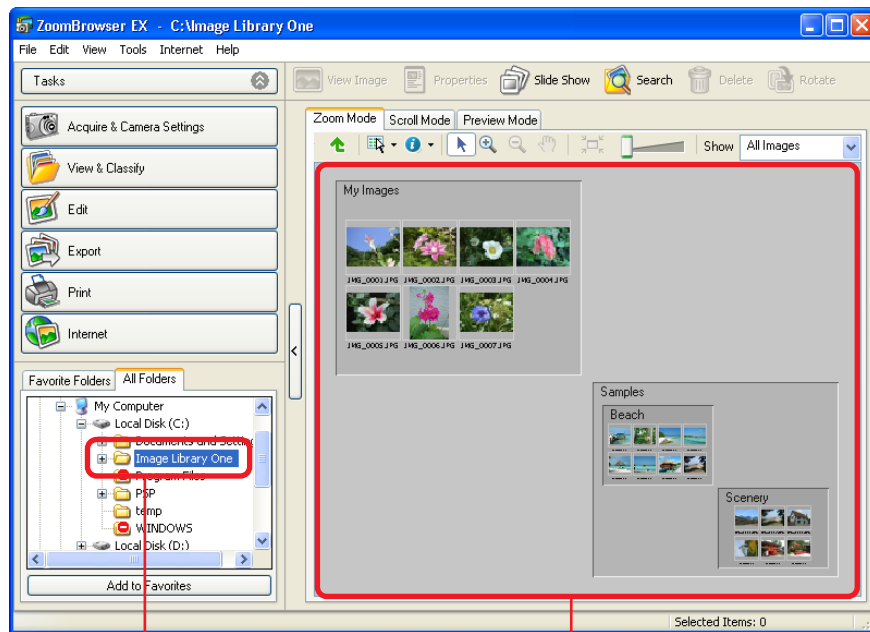 ZoomBrowser EX - C:\Image Library One
File Edit View Tools Internet Help
Tasks
View Image Properties Slide Show Search Delete Rotate
Acquire & Camera Settings
View & Classify
Edit
Export
Print
Internet
Zoom Mode Scroll Mode Preview Mode
Show All Images
My Images
IMG_0001.JPG IMG_0002.JPG IMG_0003.JPG IMG_0004.JPG
IMG_0005.JPG IMG_0006.JPG IMG_0007.JPG
Samples
Beach
Scenery
Favorite Folders All Folders
My Computer
Local Disk (C:)
Documents and Setting
Image Library One
Program Files
PSP
temp
WINDOWS
Local Disk (D:)
Add to Favorites
Selected Items: 0